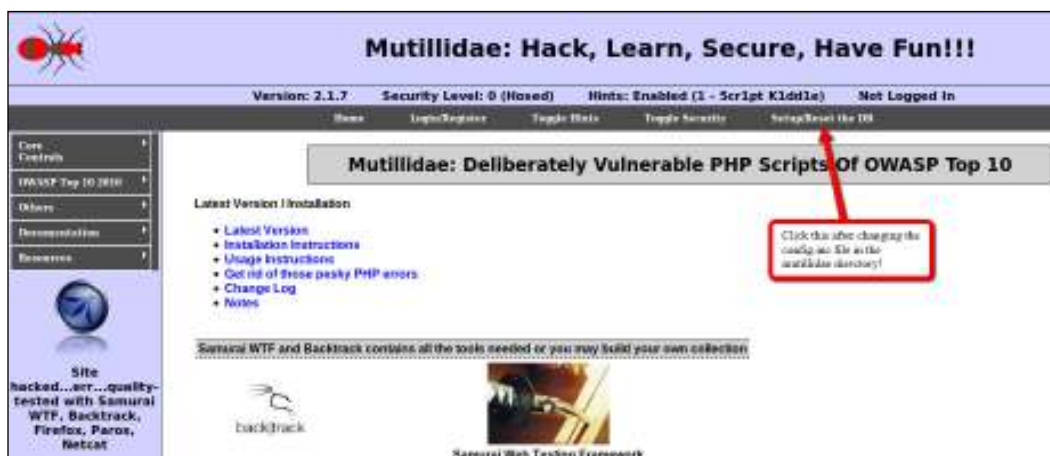 Mutillidae: Hack, Learn, Secure, Have Fun!!!
Version: 2.1.7 Security Level: 0 (Hosed) Hints: Enabled (1 - Scr1pt K1dd1e) Not Logged In
Home Login/Register Toggle Hints Toggle Security Setup/Reset the DB
Core
Controls
OWASP Top 10 2010
Others
Documentation
Resources
Site
hacked...err...quality-
tested with Samurai
WTF, Backtrack,
Firefox, Paros,
Netcat
Mutillidae: Deliberately Vulnerable PHP Scripts Of OWASP Top 10
Latest Version / Installation
Latest Version
Installation Instructions
Usage Instructions
Get rid of those pesky PHP errors
Change Log
Notes
Click this after changing the
config.inc file in the
mutillidae directory!
Samurai WTF and Backtrack contains all the tools needed or you may build your own collection
backtrack
Samurai Web Testing Framework